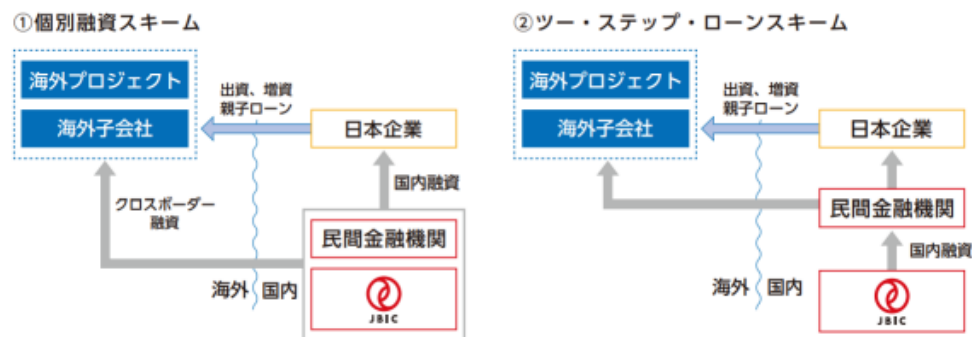 ①個別融資スキーム
海外プロジェクト
海外子会社
出資、増資
親子ローン
日本企業
国内融資
クロスボーダー
融資
民間金融機関
JBIC
海外
国内
②ツー・ステップ・ローンスキーム
海外プロジェクト
海外子会社
出資、増資
親子ローン
日本企業
民間金融機関
国内融資
JBIC
海外
国内